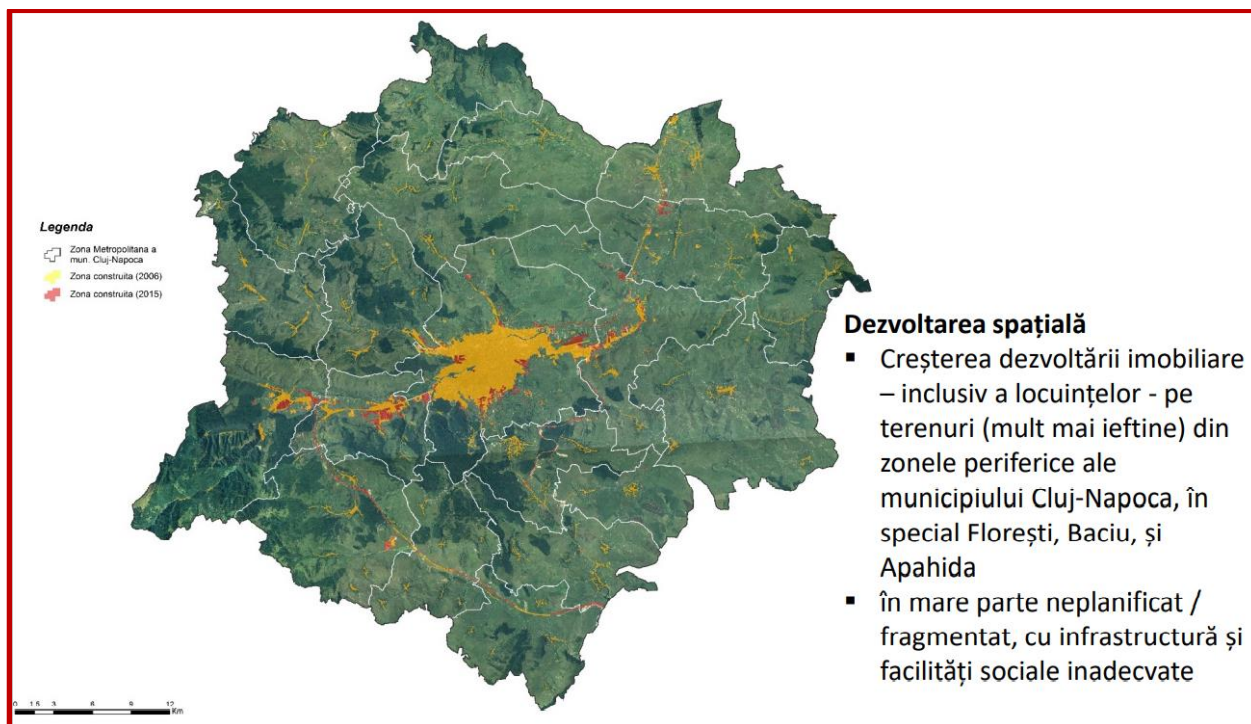 Legenda
Zona Metropolitana a
mun. Cluj-Napoca
Zona construita (2006)
Zona construita (2015)
Dezvoltarea spațială
▪ Creșterea dezvoltării imobiliare
– inclusiv a locuințelor - pe
terenuri (mult mai ieftine) din
zonele periferice ale
municipiului Cluj-Napoca, în
special Florești, Baciu, și
Apahida
▪ în mare parte neplanificat /
fragmentat, cu infrastructură și
facilități sociale inadecvate
0 1.5 3 6 9 12
Km